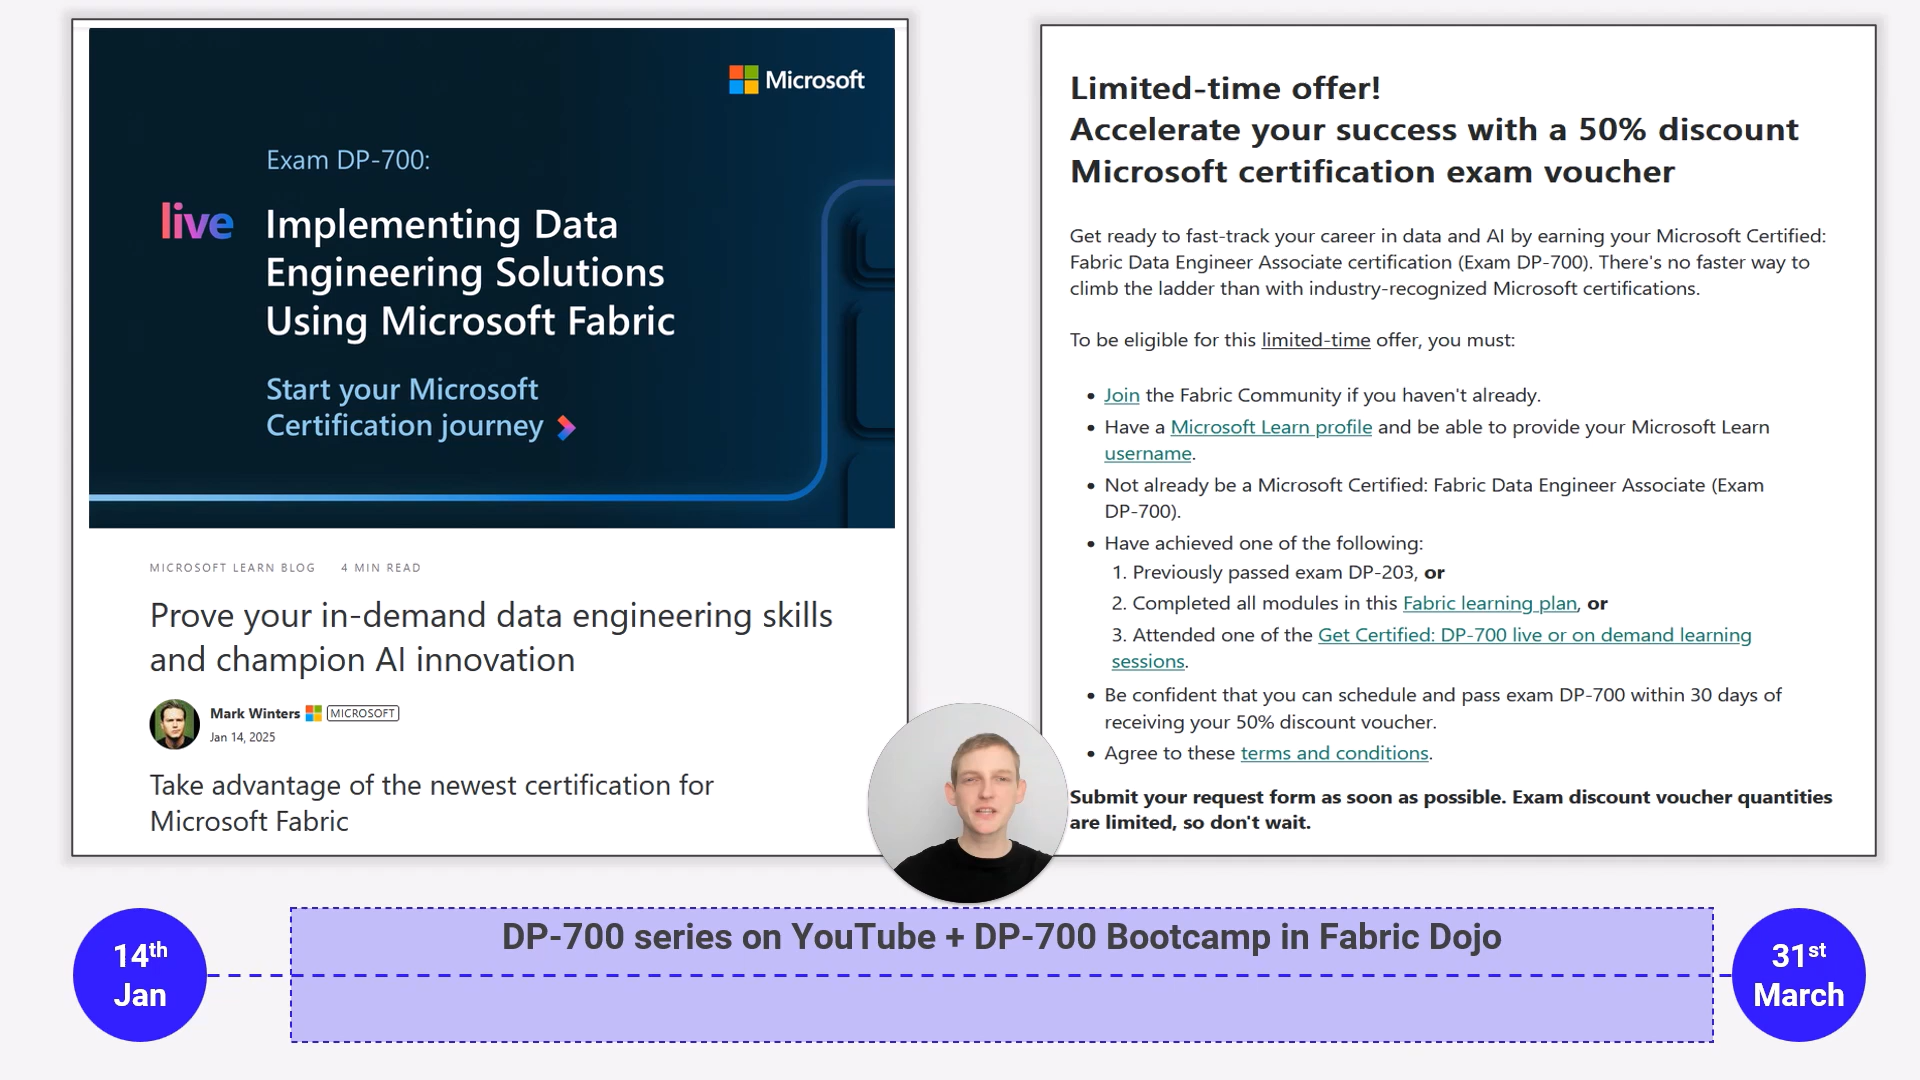 Microsoft
Exam DP-700:
live
Implementing Data
Engineering Solutions
Using Microsoft Fabric
Start your Microsoft
Certification journey
MICROSOFT LEARN BLOG 4 MIN READ
Prove your in-demand data engineering skills
and champion AI innovation
Mark Winters MICROSOFT
Jan 14, 2025
Take advantage of the newest certification for
Microsoft Fabric
Limited-time offer!
Accelerate your success with a 50% discount
Microsoft certification exam voucher
Get ready to fast-track your career in data and AI by earning your Microsoft Certified:
Fabric Data Engineer Associate certification (Exam DP-700). There's no faster way to
climb the ladder than with industry-recognized Microsoft certifications.
To be eligible for this limited-time offer, you must:
• Join the Fabric Community if you haven't already.
• Have a Microsoft Learn profile and be able to provide your Microsoft Learn
username.
• Not already be a Microsoft Certified: Fabric Data Engineer Associate (Exam
DP-700).
• Have achieved one of the following:
1. Previously passed exam DP-203, or
2. Completed all modules in this Fabric learning plan, or
3. Attended one of the Get Certified: DP-700 live or on demand learning
sessions.
• Be confident that you can schedule and pass exam DP-700 within 30 days of
receiving your 50% discount voucher.
• Agree to these terms and conditions.
Submit your request form as soon as possible. Exam discount voucher quantities
are limited, so don't wait.
14th
Jan
DP-700 series on YouTube + DP-700 Bootcamp in Fabric Dojo
31st
March